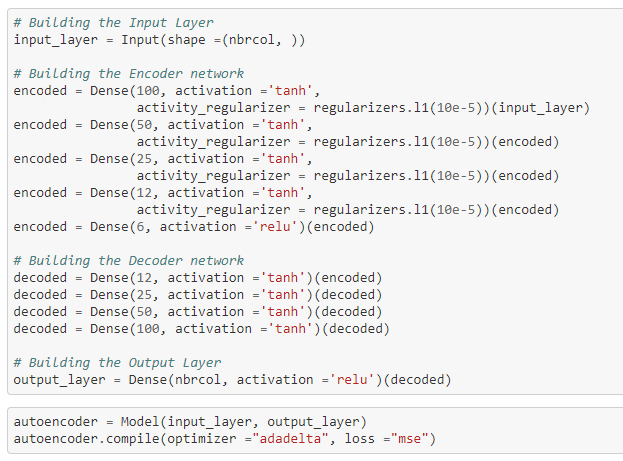 # Building the Input Layer
input_layer = Input(shape =(nbrcol, ))
# Building the Encoder network
encoded = Dense(100, activation ='tanh',
                activity_regularizer = regularizers.l1(10e-5))(input_layer)
encoded = Dense(50, activation ='tanh',
                activity_regularizer = regularizers.l1(10e-5))(encoded)
encoded = Dense(25, activation ='tanh',
                activity_regularizer = regularizers.l1(10e-5))(encoded)
encoded = Dense(12, activation ='tanh',
                activity_regularizer = regularizers.l1(10e-5))(encoded)
encoded = Dense(6, activation ='relu')(encoded)
# Building the Decoder network
decoded = Dense(12, activation ='tanh')(encoded)
decoded = Dense(25, activation ='tanh')(decoded)
decoded = Dense(50, activation ='tanh')(decoded)
decoded = Dense(100, activation ='tanh')(decoded)
# Building the Output Layer
output_layer = Dense(nbrcol, activation ='relu')(decoded)
autoencoder = Model(input_layer, output_layer)
autoencoder.compile(optimizer ="adadelta", loss ="mse")